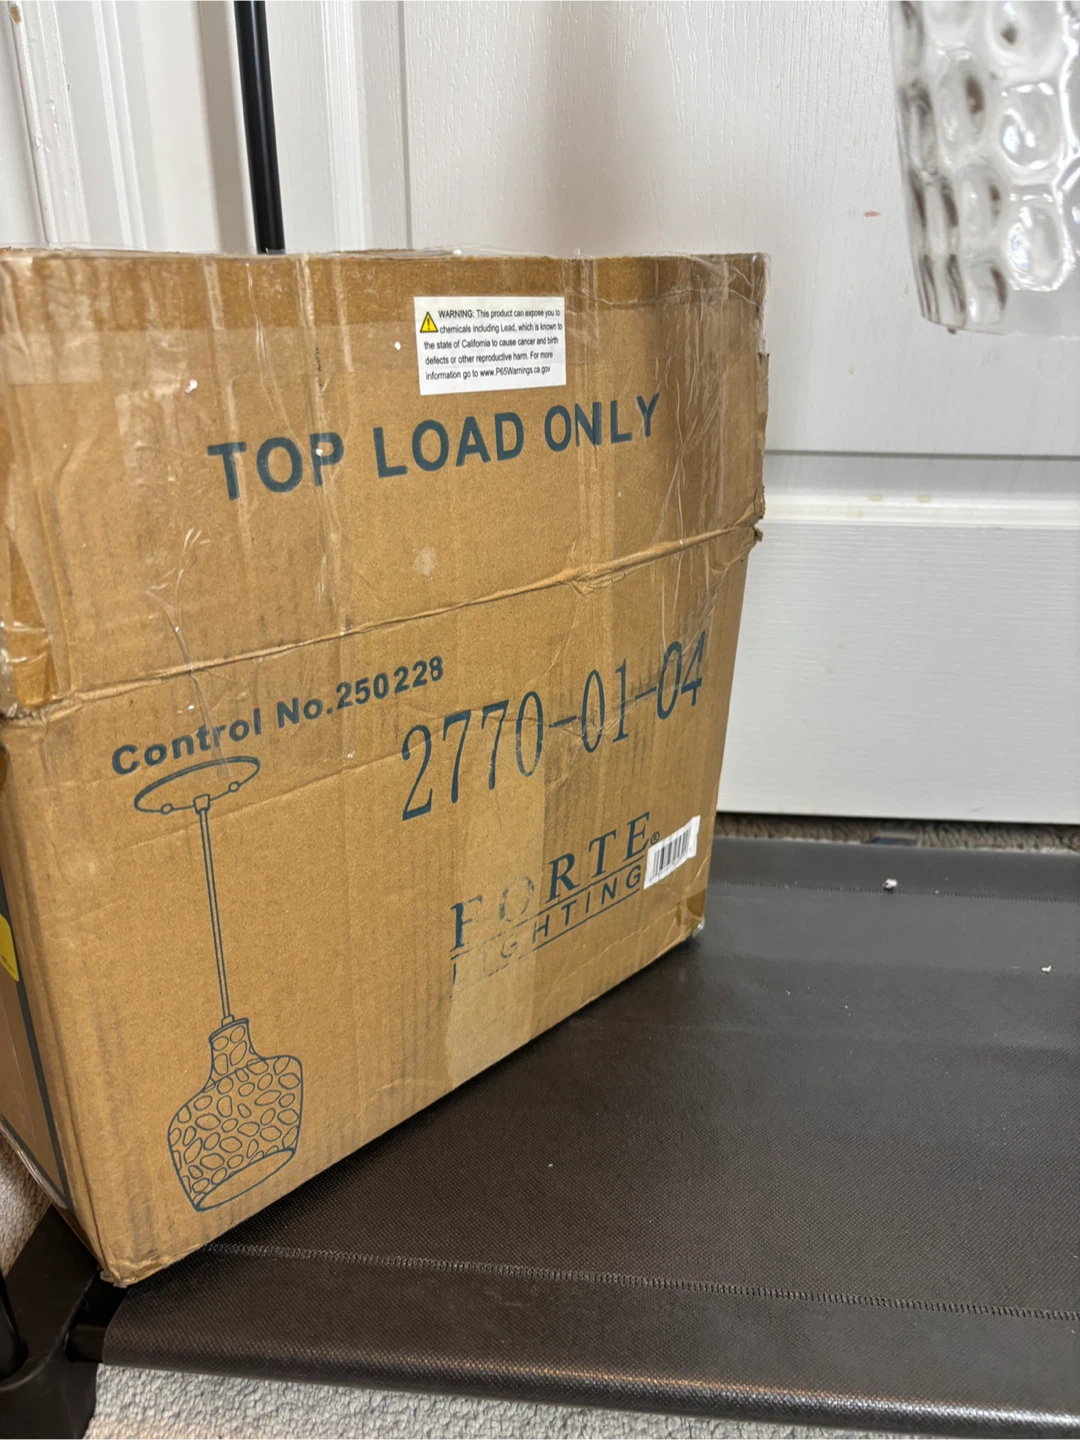 WARNING: This product can expose you to
chemicals including Lead, which is known to
the state of California to cause cancer and birth
defects or other reproductive harm. For more
information go to www.P65Warnings.ca.gov
TOP LOAD ONLY
Control No.250228
2770-01-04
FORTE®
LIGHTING